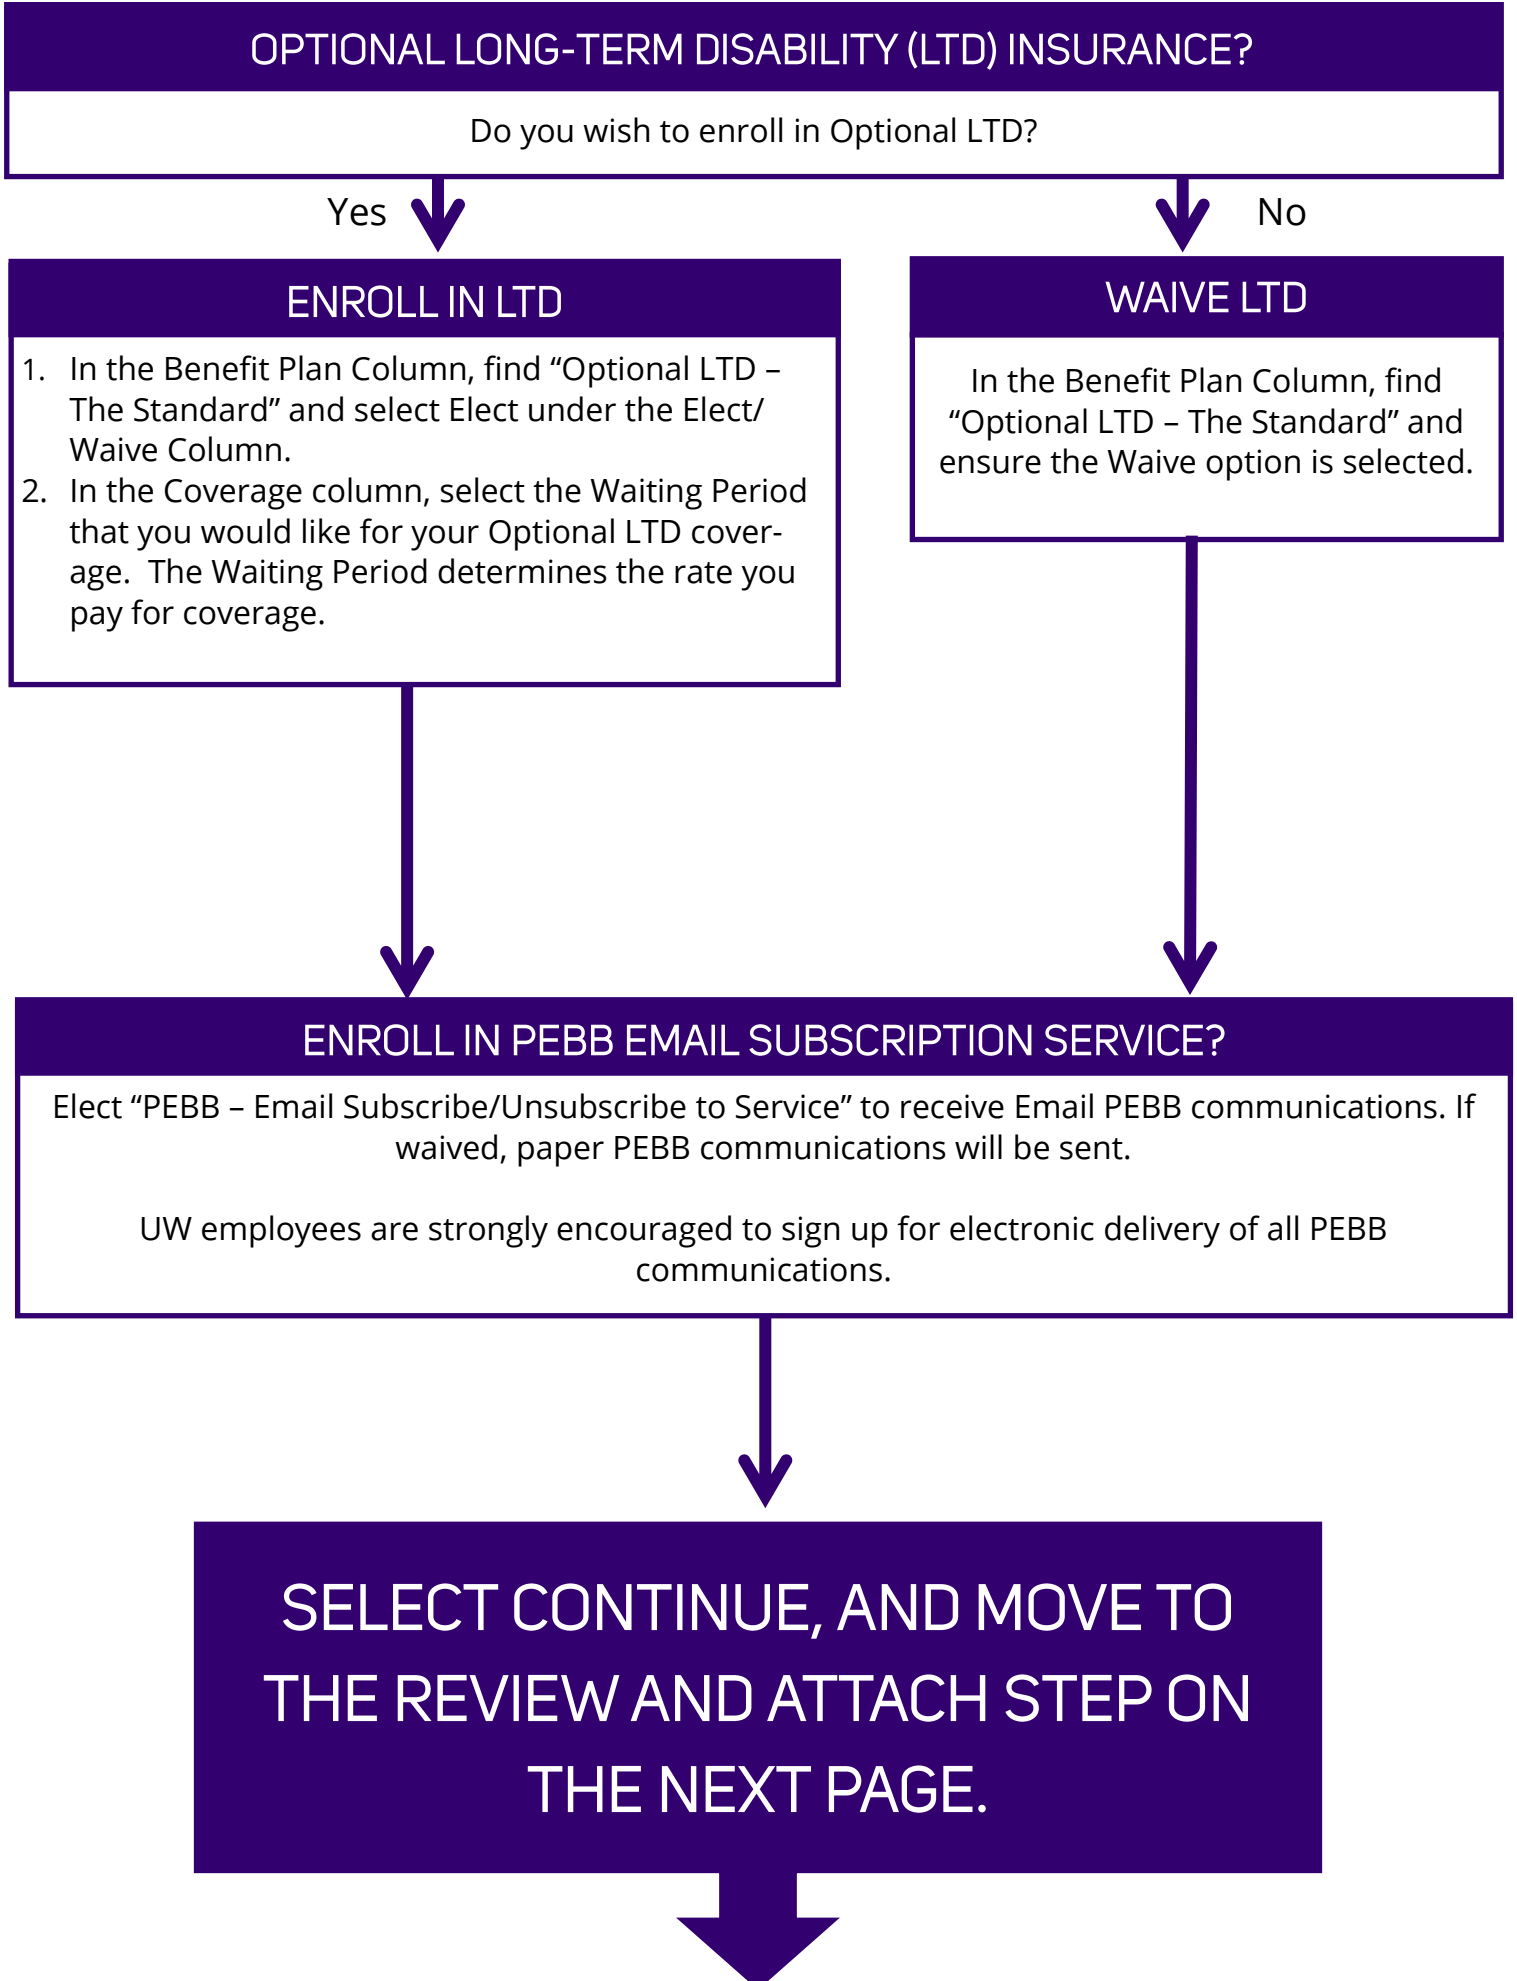 OPTIONAL LONG-TERM DISABILITY (LTD) INSURANCE?
Do you wish to enroll in Optional LTD?
Yes
No
ENROLL IN LTD
1. In the Benefit Plan Column, find “Optional LTD –
The Standard” and select Elect under the Elect/
Waive Column.
2. In the Coverage column, select the Waiting Period
that you would like for your Optional LTD cover-
age.  The Waiting Period determines the rate you
pay for coverage.
WAIVE LTD
In the Benefit Plan Column, find
“Optional LTD – The Standard” and
ensure the Waive option is selected.
ENROLL IN PEBB EMAIL SUBSCRIPTION SERVICE?
Elect “PEBB – Email Subscribe/Unsubscribe to Service” to receive Email PEBB communications. If
waived, paper PEBB communications will be sent.
UW employees are strongly encouraged to sign up for electronic delivery of all PEBB
communications.
SELECT CONTINUE, AND MOVE TO
THE REVIEW AND ATTACH STEP ON
THE NEXT PAGE.